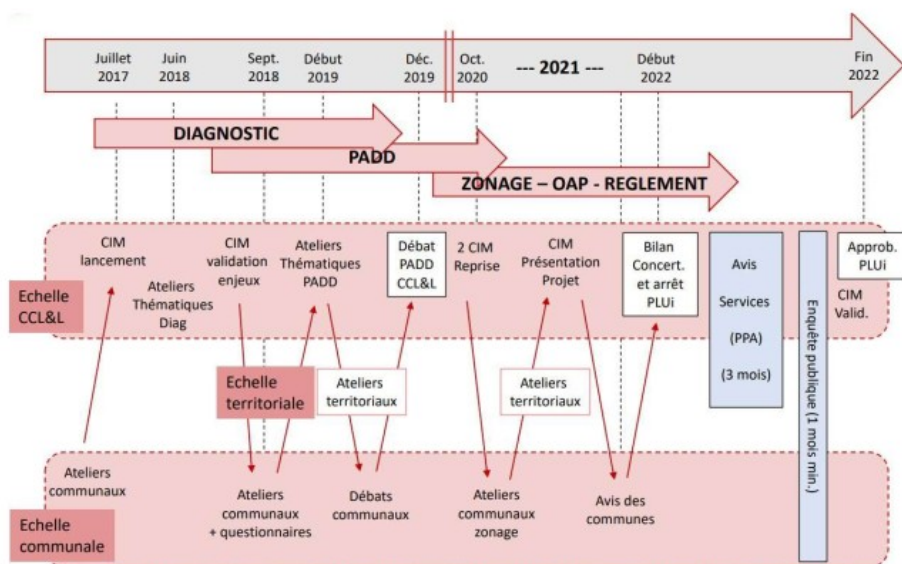 Juillet
2017
Juin
2018
Sept.
2018
Début
2019
Déc.
2019
Oct.
2020
--- 2021 ---
Début
2022
Fin
2022
DIAGNOSTIC
PADD
ZONAGE – OAP - REGLEMENT
Echelle
CCL&L
CIM
lancement
Ateliers
Thématiques
Diag
CIM
validation
enjeux
Ateliers
Thématiques
PADD
Débat
PADD
CCL&L
2 CIM
Reprise
CIM
Présentation
Projet
Bilan
Concert.
et arrêt
PLUi
Avis
Services
(PPA)
(3 mois)
Enquête publique (1 mois min.)
Approb.
PLUi
CIM
Valid.
Echelle
territoriale
Ateliers
territoriaux
Ateliers
territoriaux
Echelle
communale
Ateliers
communaux
Ateliers
communaux
+ questionnaires
Débats
communaux
Ateliers
communaux
zonage
Avis des
communes